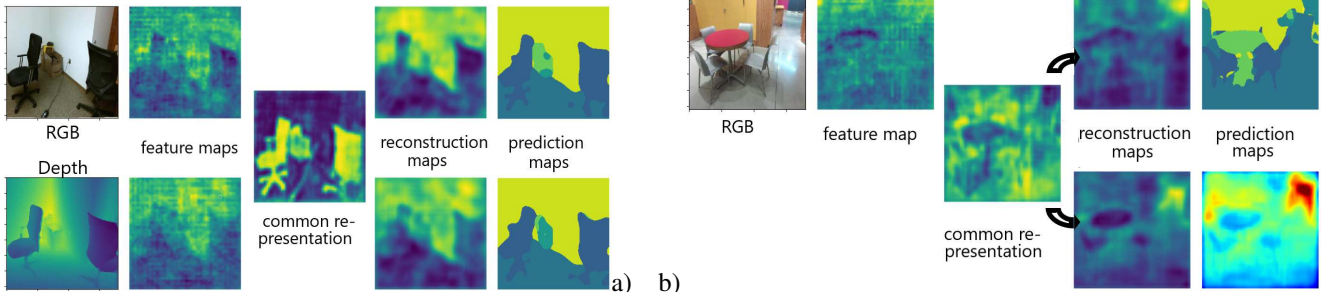 RGB
Depth
feature maps
common re-
presentation
reconstruction
maps
prediction
maps
a)
b)
RGB
feature map
common re-
presentation
reconstruction
maps
prediction
maps